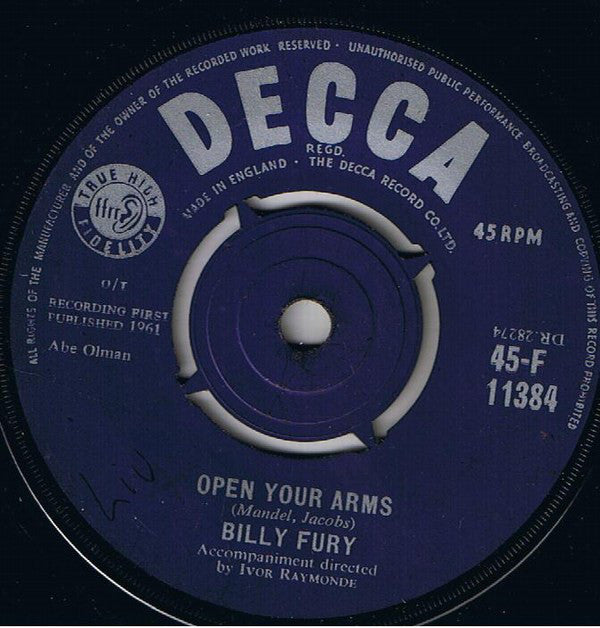 ALL RIGHTS OF THE MANUFACTURER AND OF THE OWNER OF THE RECORDED WORK RESERVED · UNAUTHORISED PUBLIC PERFORMANCE BROADCASTING AND COPYING OF THIS RECORD PROHIBITED
DECCA
REGD.
MADE IN ENGLAND · THE DECCA RECORD CO. LTD.
TRUE HIGH
ffrr
FIDELITY
45 RPM
O/T
RECORDING FIRST
PUBLISHED 1961
Abe Olman
DR.28274
45-F
11384
OPEN YOUR ARMS
(Mandel, Jacobs)
BILLY FURY
Accompaniment directed
by IVOR RAYMONDE